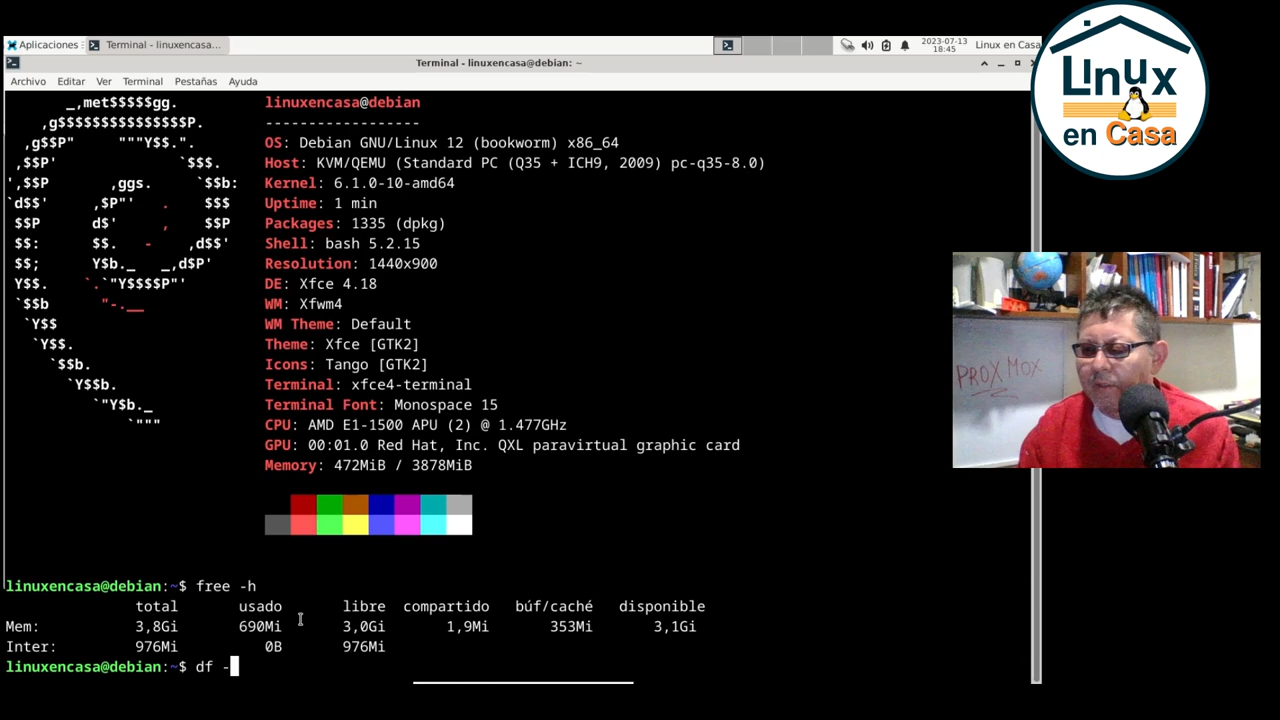 Aplicaciones
Terminal - linuxencasa...
2023-07-13
18:45
Linux en Casa
Terminal - linuxencasa@debian: ~
Archivo Editar Ver Terminal Pestañas Ayuda
_,met$$$$$gg.
,g$$$$$$$$$$$$$$$P.
,g$$P"     """Y$$.".
,$$P'              `$$$.
',$$P       ,ggs.     `$$b:
`d$$'     ,$P"'   .    $$$
$$P      d$'     ,    $$P
$$:      $$.   -    ,d$$'
$$;      Y$b._   _,d$P'
Y$$.    `.`"Y$$$$P"'
`$$b      "-.__
`Y$$
`Y$$.
`$$b.
`Y$$b.
`"Y$b._
`"""
linuxencasa@debian
------------------
OS: Debian GNU/Linux 12 (bookworm) x86_64
Host: KVM/QEMU (Standard PC (Q35 + ICH9, 2009) pc-q35-8.0)
Kernel: 6.1.0-10-amd64
Uptime: 1 min
Packages: 1335 (dpkg)
Shell: bash 5.2.15
Resolution: 1440x900
DE: Xfce 4.18
WM: Xfwm4
WM Theme: Default
Theme: Xfce [GTK2]
Icons: Tango [GTK2]
Terminal: xfce4-terminal
Terminal Font: Monospace 15
CPU: AMD E1-1500 APU (2) @ 1.477GHz
GPU: 00:01.0 Red Hat, Inc. QXL paravirtual graphic card
Memory: 472MiB / 3878MiB
linuxencasa@debian:~$ free -h
total usado libre compartido búf/caché disponible
Mem: 3,8Gi 690Mi 3,0Gi 1,9Mi 353Mi 3,1Gi
Inter: 976Mi 0B 976Mi
linuxencasa@debian:~$ df -
Linux
en Casa
PROXMOX